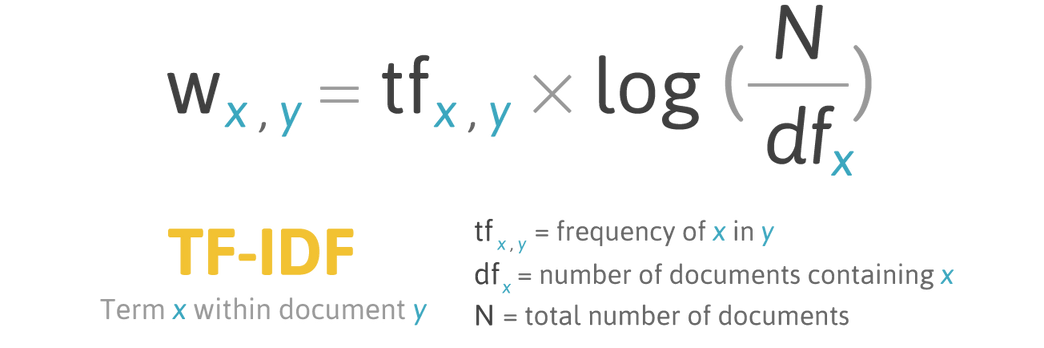 w x , y = tf x , y × log ( N / df x )
TF-IDF
Term x within document y
tf x , y = frequency of x in y
df x = number of documents containing x
N = total number of documents